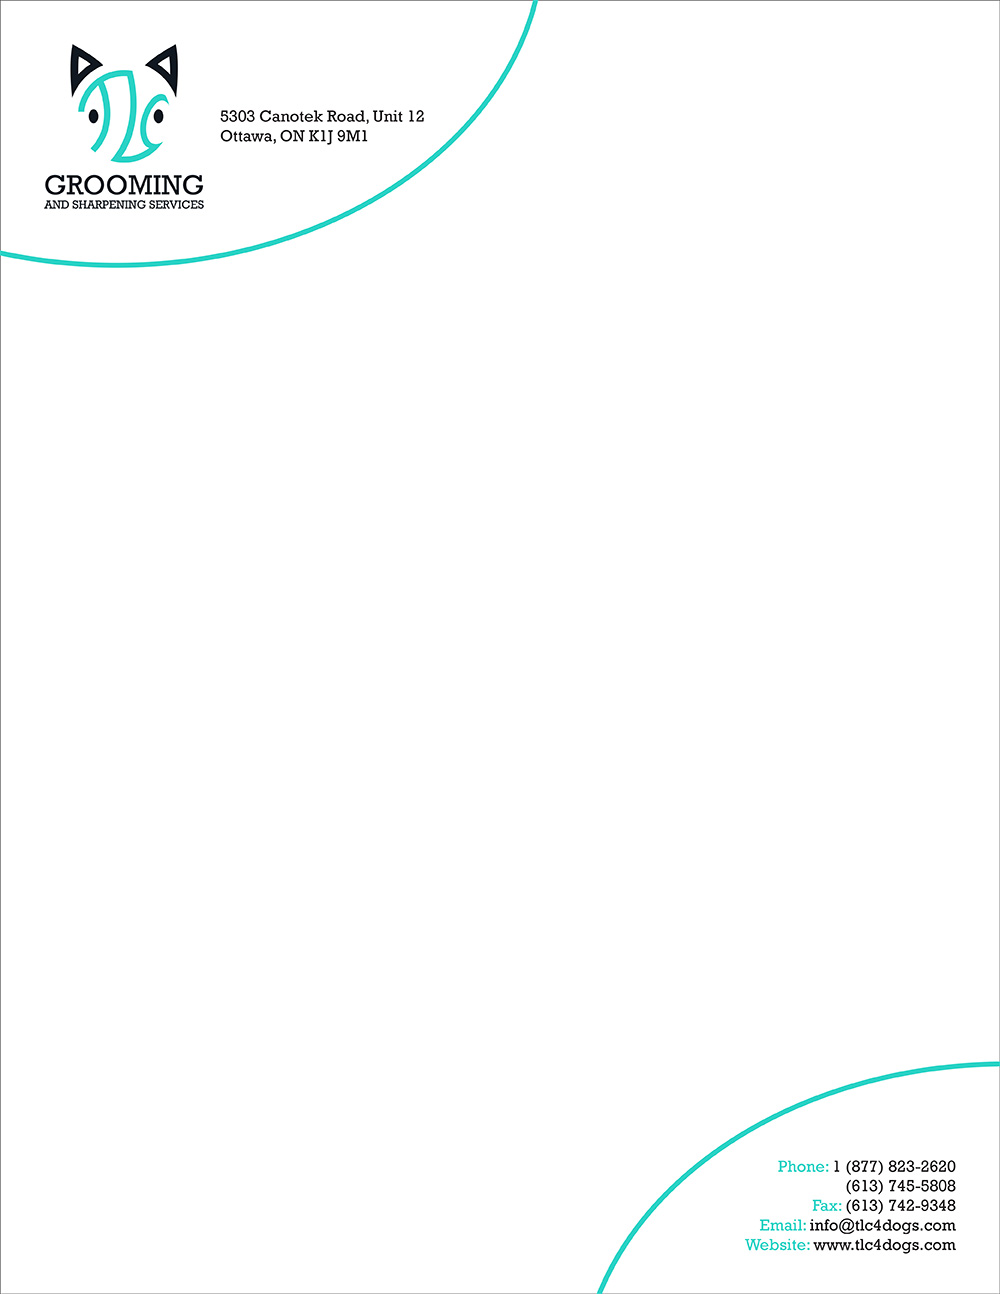 TLC
GROOMING
AND SHARPENING SERVICES
5303 Canotek Road, Unit 12
Ottawa, ON K1J 9M1
Phone: 1 (877) 823-2620
(613) 745-5808
Fax: (613) 742-9348
Email: info@tlc4dogs.com
Website: www.tlc4dogs.com